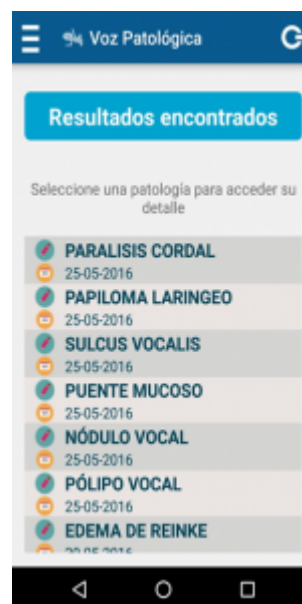 Voz Patológica
Resultados encontrados
Seleccione una patología para acceder su
detalle
PARALISIS CORDAL
25-05-2016
PAPILOMA LARINGEO
25-05-2016
SULCUS VOCALIS
25-05-2016
PUENTE MUCOSO
25-05-2016
NÓDULO VOCAL
25-05-2016
PÓLIPO VOCAL
25-05-2016
EDEMA DE REINKE